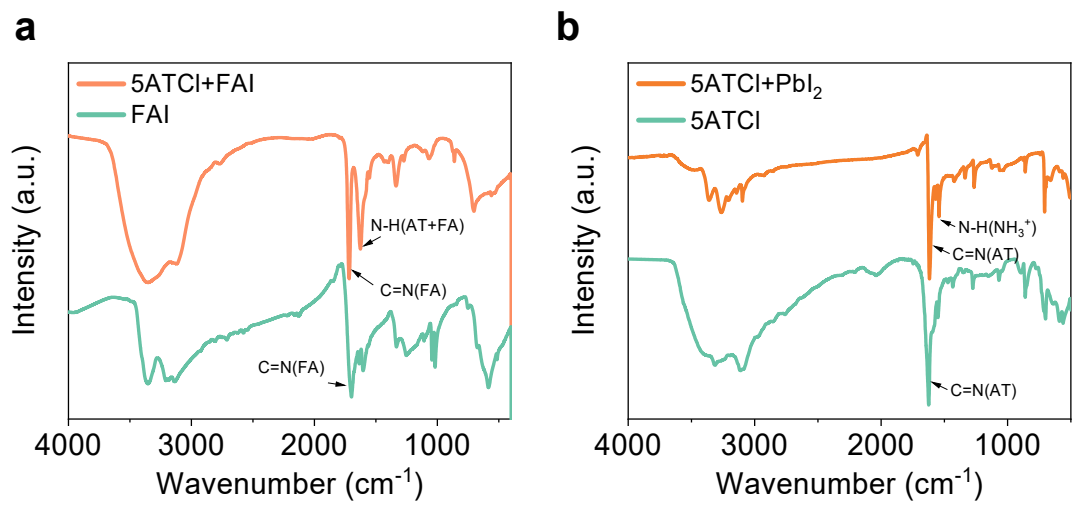 a
5ATCl+FAI
FAI
N-H(AT+FA)
C=N(FA)
C=N(FA)
Intensity (a.u.)
4000 3000 2000 1000
Wavenumber (cm⁻¹)
b
5ATCl+PbI₂
5ATCl
N-H(NH₃⁺)
C=N(AT)
C=N(AT)
Intensity (a.u.)
4000 3000 2000 1000
Wavenumber (cm⁻¹)